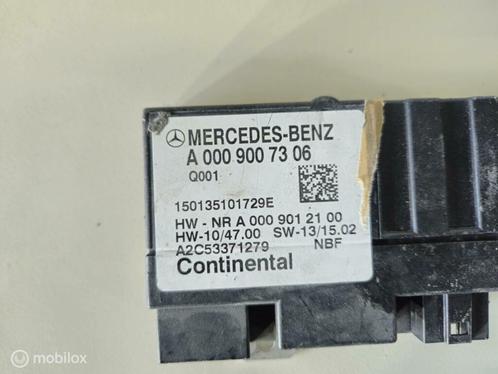 MERCEDES-BENZ
A 000 900 73 06
Q001
150135101729E
HW - NR A 000 901 21 00
HW-10/47.00 SW-13/15.02
A2C53371279 NBF
Continental
mobilox